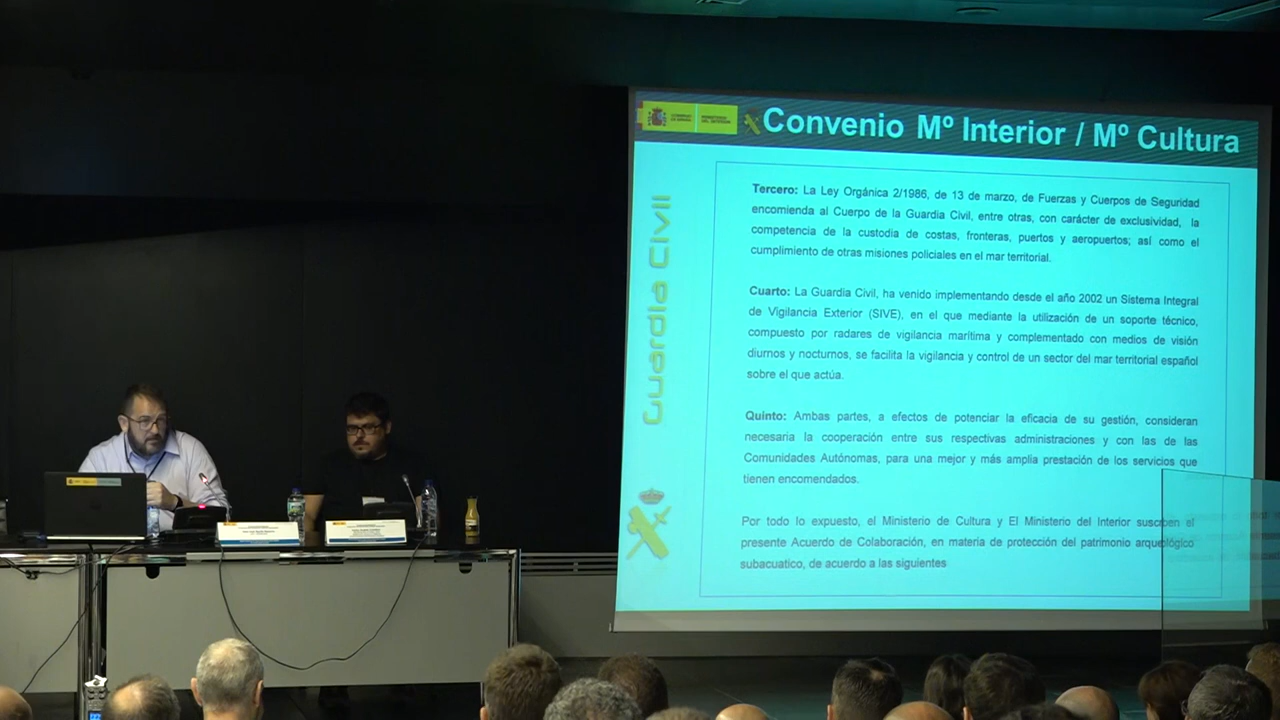 GOBIERNO
DE ESPAÑA
MINISTERIO
DEL INTERIOR
Convenio Mº Interior / Mº Cultura
Guardia Civil
Tercero: La Ley Orgánica 2/1986, de 13 de marzo, de Fuerzas y Cuerpos de Seguridad
encomienda al Cuerpo de la Guardia Civil, entre otras, con carácter de exclusividad, la
competencia de la custodia de costas, fronteras, puertos y aeropuertos; así como el
cumplimiento de otras misiones policiales en el mar territorial.
Cuarto: La Guardia Civil, ha venido implementando desde el año 2002 un Sistema Integral
de Vigilancia Exterior (SIVE), en el que mediante la utilización de un soporte técnico,
compuesto por radares de vigilancia marítima y complementado con medios de visión
diurnos y nocturnos, se facilita la vigilancia y control de un sector del mar territorial español
sobre el que actúa.
Quinto: Ambas partes, a efectos de potenciar la eficacia de su gestión, consideran
necesaria la cooperación entre sus respectivas administraciones y con las de las
Comunidades Autónomas, para una mejor y más amplia prestación de los servicios que
tienen encomendados.
Por todo lo expuesto, el Ministerio de Cultura y El Ministerio del Interior suscriben el
presente Acuerdo de Colaboración, en materia de protección del patrimonio arqueológico
subacuatico, de acuerdo a las siguientes